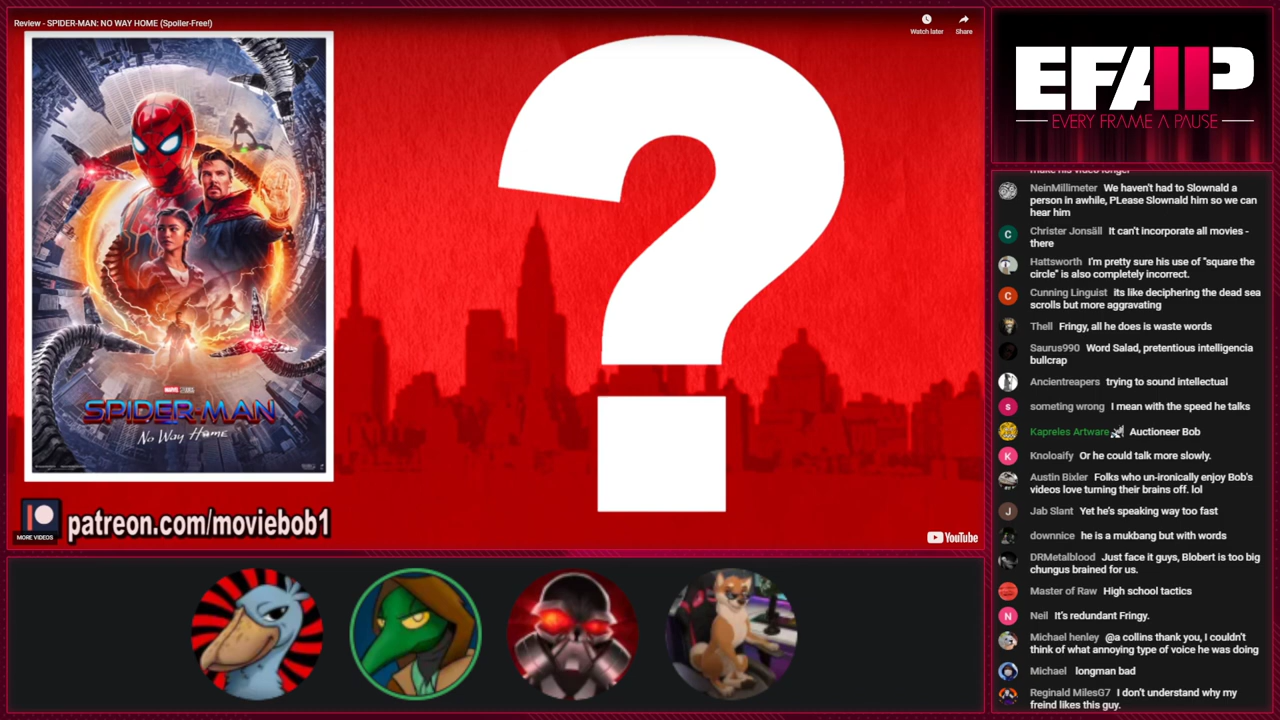 Review - SPIDER-MAN: NO WAY HOME (Spoiler-Free!)
Watch later
Share
MARVEL STUDIOS
SPIDER-MAN
No Way Home
?
MORE VIDEOS
patreon.com/moviebob1
YouTube
EFAP
EVERY FRAME A PAUSE
make his video longer
NeinMillimeter We haven't had to Slownald a
person in awhile, PLease Slownald him so we can
hear him
C
Christer Jonsäll It can't incorporate all movies -
there
Hattsworth I'm pretty sure his use of "square the
circle" is also completely incorrect.
C
Cunning Linguist its like deciphering the dead sea
scrolls but more aggravating
Thell Fringy, all he does is waste words
Saurus990 Word Salad, pretentious intelligencia
bullcrap
Ancientreapers trying to sound intellectual
s
someting wrong I mean with the speed he talks
Kapreles Artware Auctioneer Bob
K
Knoloaify Or he could talk more slowly.
Austin Bixler Folks who un-ironically enjoy Bob's
videos love turning their brains off. lol
J
Jab Slant Yet he's speaking way too fast
downnice he is a mukbang but with words
DRMetalblood Just face it guys, Blobert is too big
chungus brained for us.
Master of Raw High school tactics
N
Neil It's redundant Fringy.
Michael henley @a collins thank you, I couldn't
think of what annoying type of voice he was doing
Michael longman bad
Reginald MilesG7 I don't understand why my
freind likes this guy.